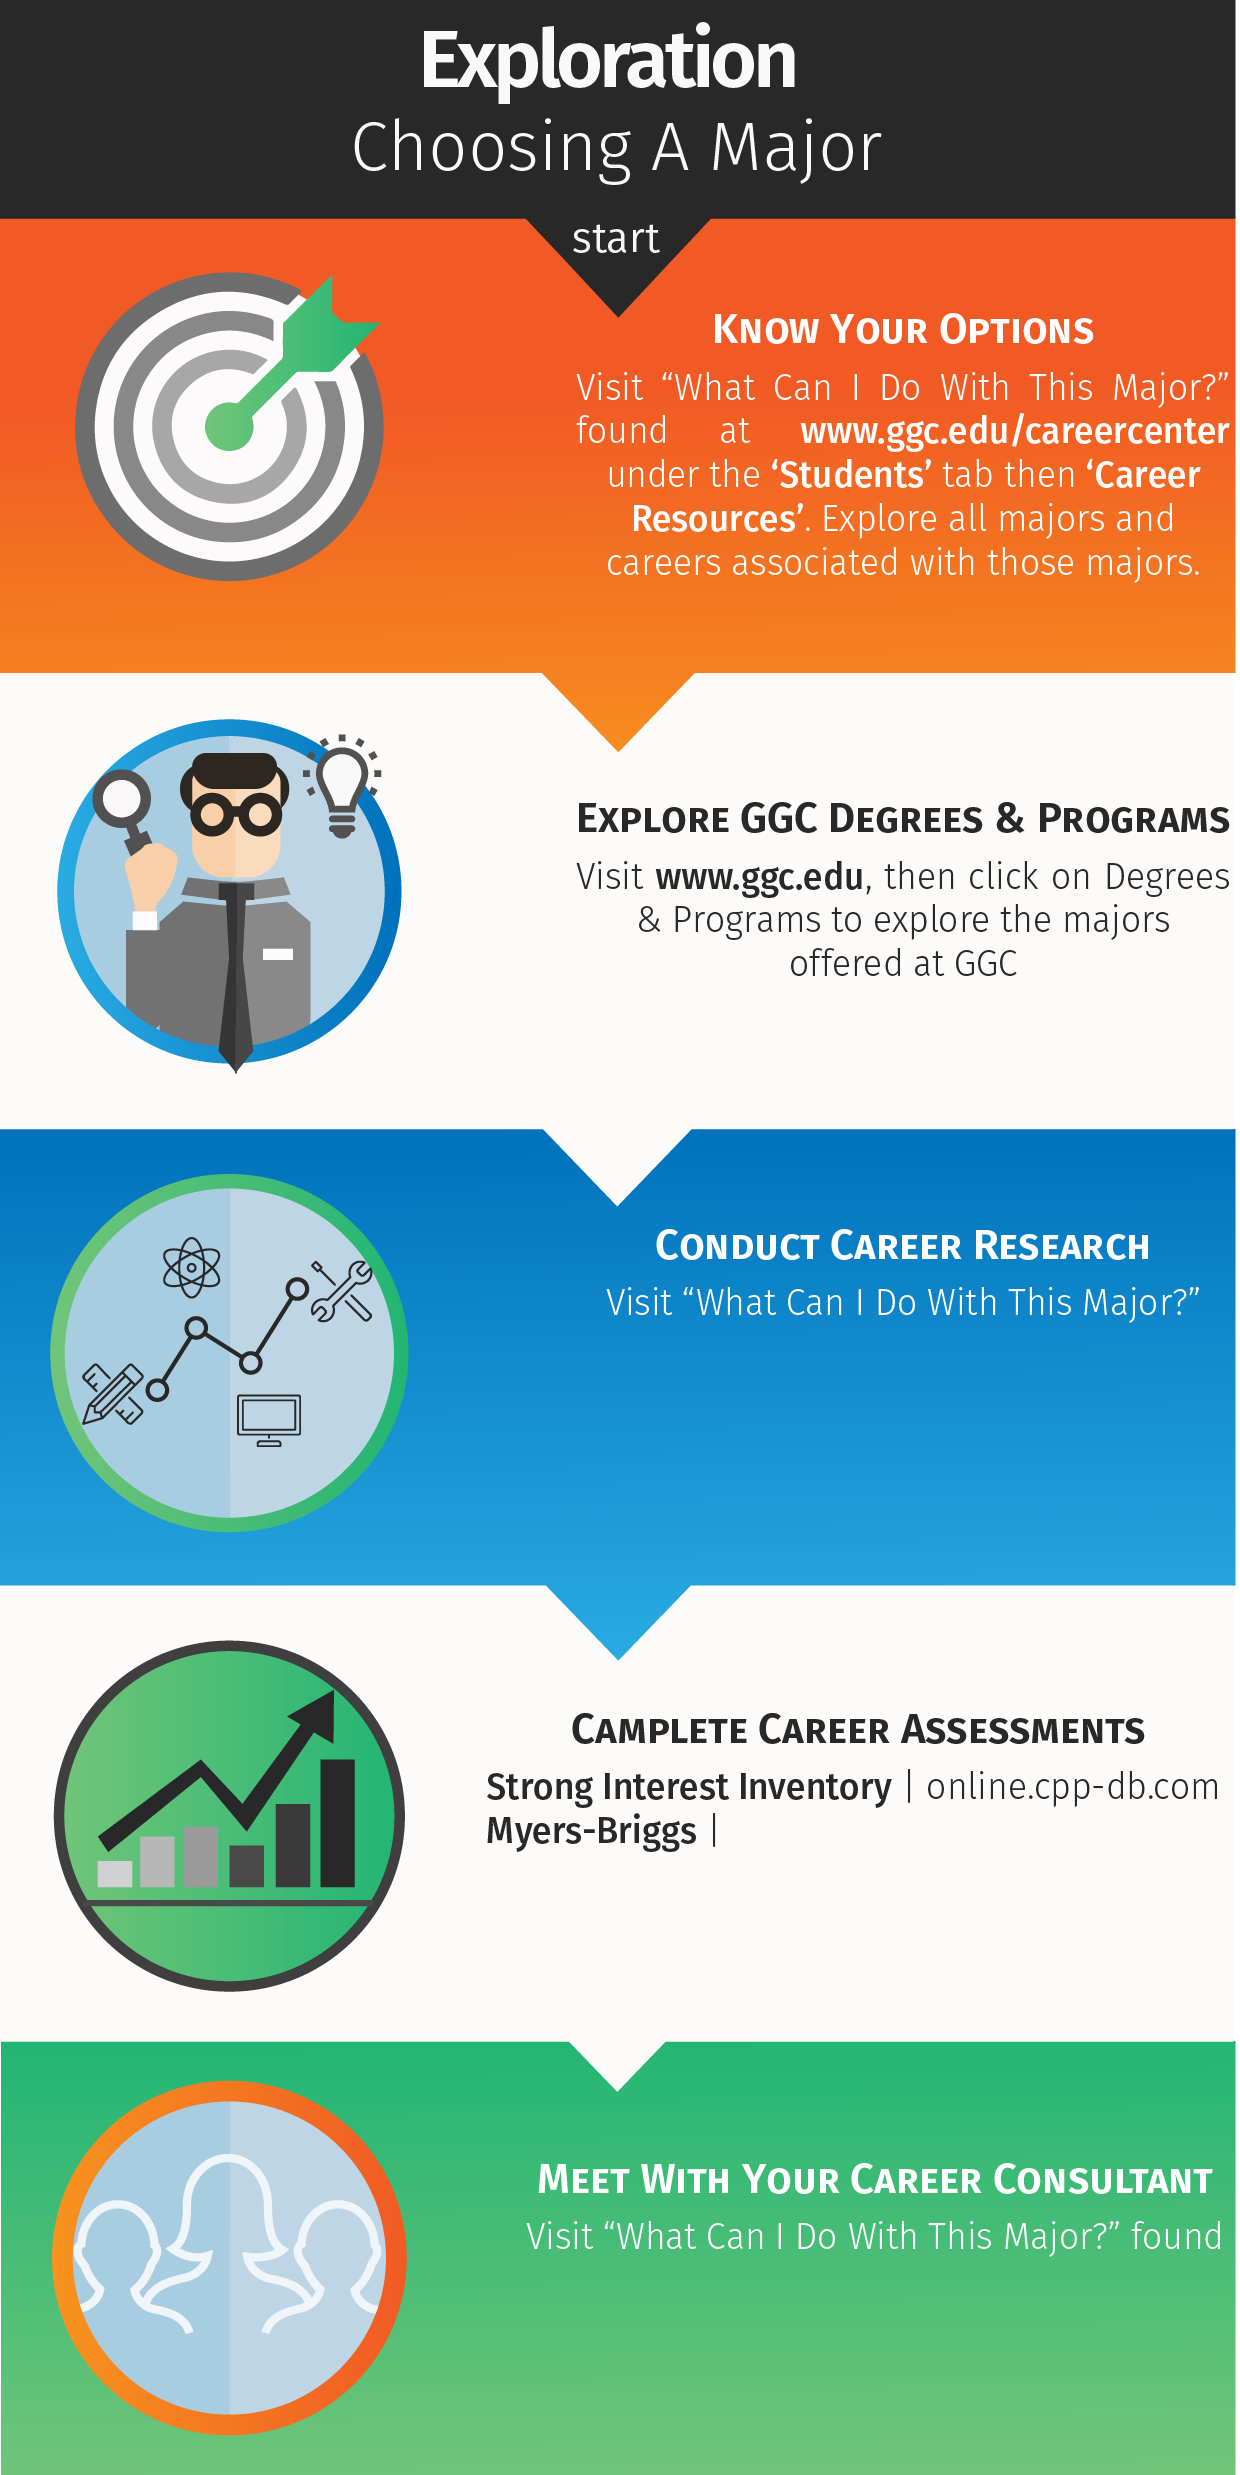 Exploration
Choosing A Major
start
Know Your Options
Visit “What Can I Do With This Major?”
found at www.ggc.edu/careercenter
under the ‘Students’ tab then ‘Career
Resources’. Explore all majors and
careers associated with those majors.
Explore GGC Degrees & Programs
Visit www.ggc.edu, then click on Degrees
& Programs to explore the majors
offered at GGC
Conduct Career Research
Visit “What Can I Do With This Major?”
Camplete Career Assessments
Strong Interest Inventory | online.cpp-db.com
Myers-Briggs |
Meet With Your Career Consultant
Visit “What Can I Do With This Major?” found